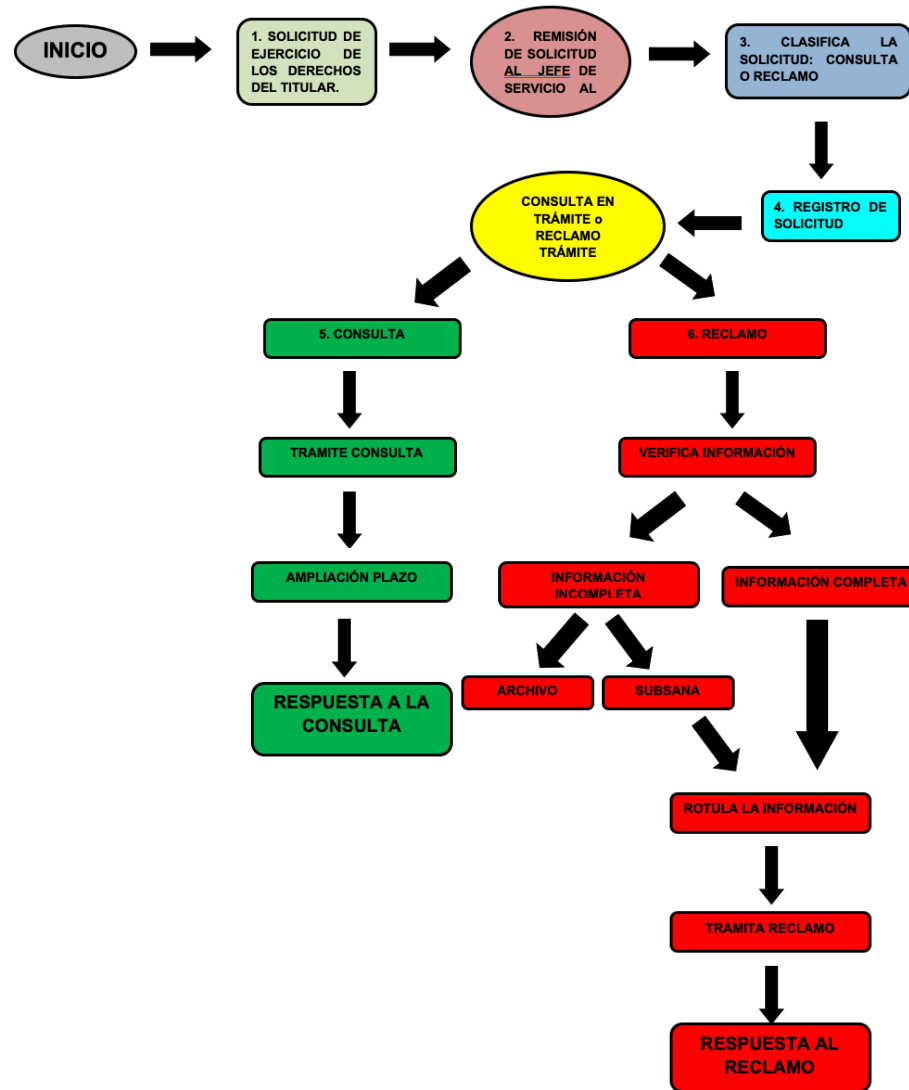 INICIO
1. SOLICITUD DE
EJERCICIO DE
LOS DERECHOS
DEL TITULAR.
2. REMISIÓN
DE SOLICITUD
AL JEFE DE
SERVICIO AL
3. CLASIFICA LA
SOLICITUD: CONSULTA
O RECLAMO
4. REGISTRO DE
SOLICITUD
CONSULTA EN
TRÁMITE o
RECLAMO
TRÁMITE
5. CONSULTA
6. RECLAMO
TRAMITE CONSULTA
VERIFICA INFORMACIÓN
AMPLIACIÓN PLAZO
INFORMACIÓN
INCOMPLETA
INFORMACIÓN COMPLETA
RESPUESTA A LA
CONSULTA
ARCHIVO
SUBSANA
ROTULA LA INFORMACIÓN
TRAMITA RECLAMO
RESPUESTA AL
RECLAMO